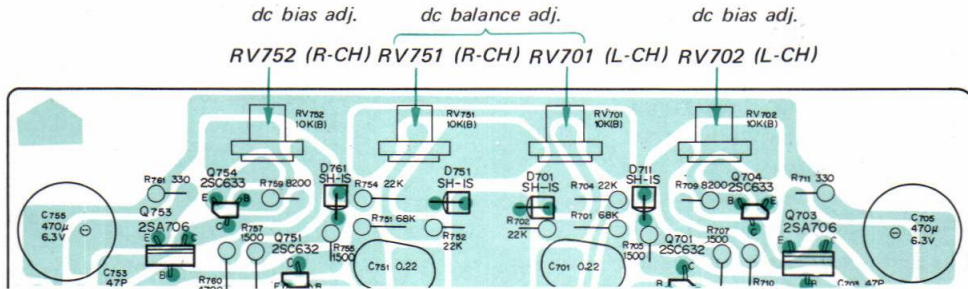 dc bias adj.
dc balance adj.
dc bias adj.
RV752 (R-CH)
RV751 (R-CH)
RV701 (L-CH)
RV702 (L-CH)
RV752
10K(B)
RV751
10K(B)
RV701
10K(B)
RV702
10K(B)
R761 330
Q754
2SC633
E
B
C
R759 8200
D761
SH-1S
R754 22K
D751
SH-1S
D701
SH-1S
R704 22K
D711
SH-1S
R709 8200
Q704
2SC633
E
B
C
R711 330
C755
470μ
6.3V
Q753
2SA706
E
C
B
R757
1500
Q751
2SC632
C
R755
1500
R751 68K
R752
22K
R702
22K
R701 68K
R705
1500
Q701
2SC632
C
R707
1500
Q703
2SA706
E
C
B
C705
470μ
6.3V
C753
47P
R760
C751 0.22
C701 0.22
R710
C703 47P